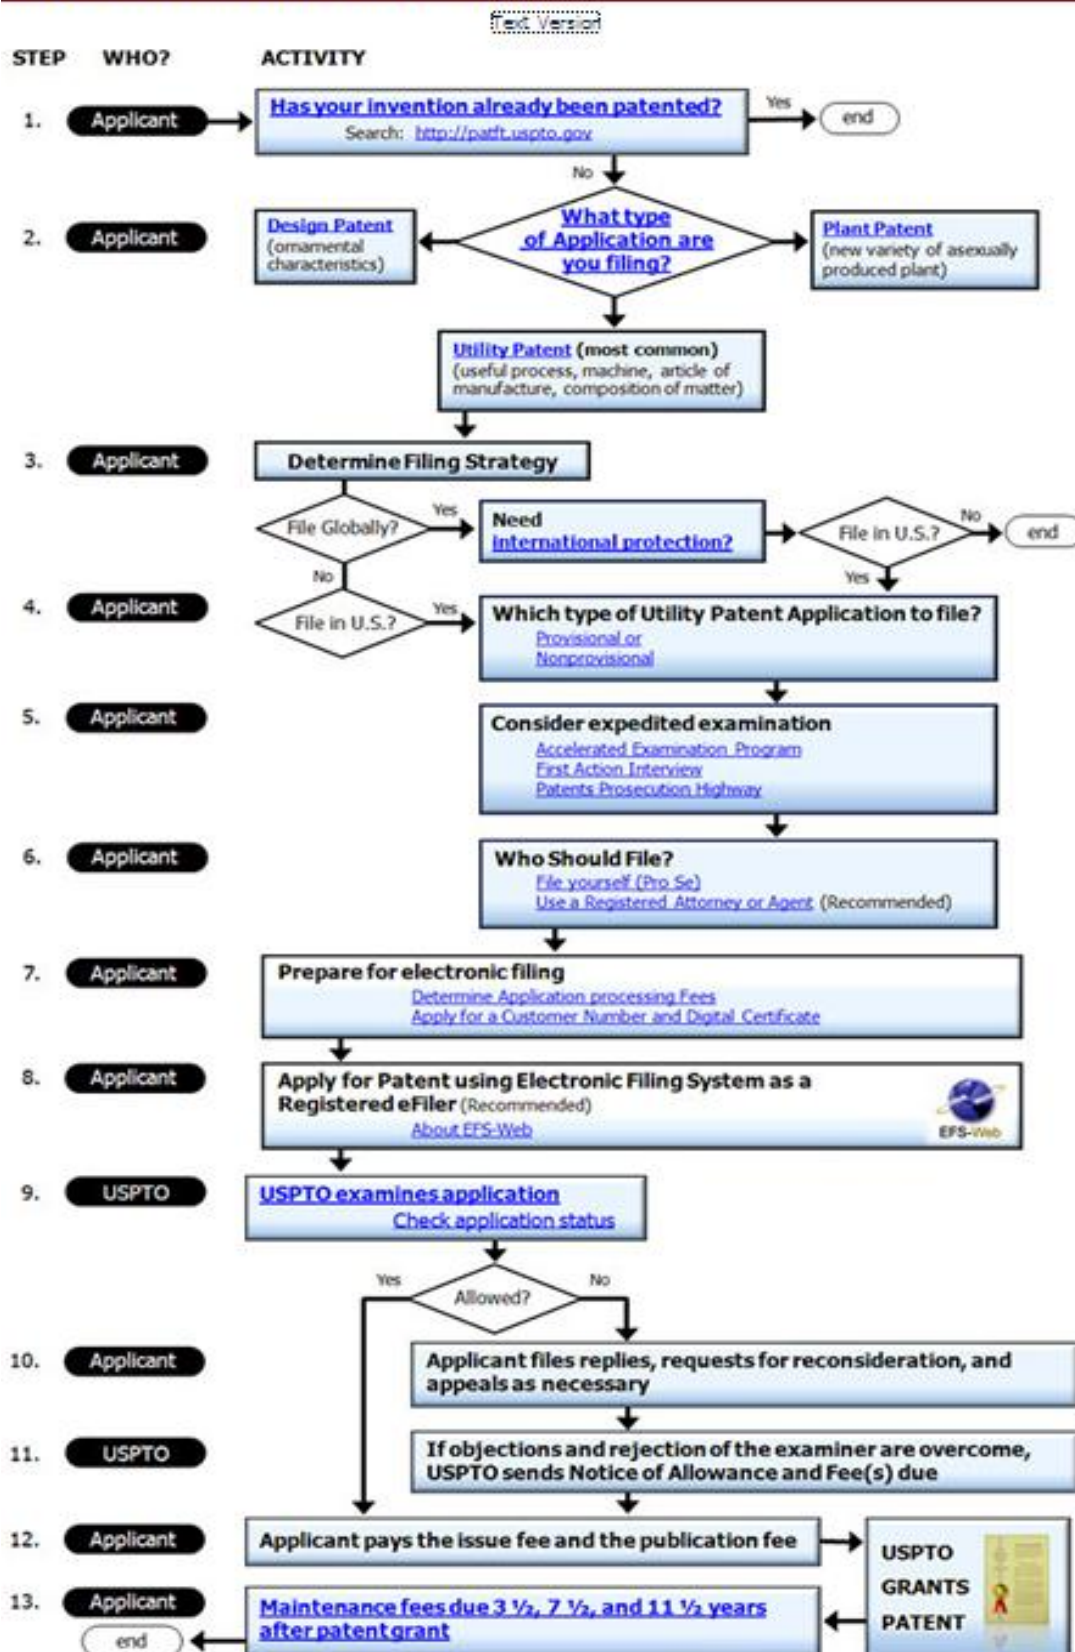 Text Version
STEP WHO? ACTIVITY
1. Applicant
Has your invention already been patented?
Search: http://patft.uspto.gov
Yes
end
No
2. Applicant
Design Patent
(ornamental
characteristics)
What type
of Application are
you filing?
Plant Patent
(new variety of asexually
produced plant)
Utility Patent (most common)
(useful process, machine, article of
manufacture, composition of matter)
3. Applicant
Determine Filing Strategy
File Globally?
Yes
Need
international protection?
File in U.S.?
No
end
No
Yes
4. Applicant
File in U.S.?
Yes
Which type of Utility Patent Application to file?
Provisional or
Nonprovisional
5. Applicant
Consider expedited examination
Accelerated Examination Program
First Action Interview
Patents Prosecution Highway
6. Applicant
Who Should File?
File yourself (Pro Se)
Use a Registered Attorney or Agent (Recommended)
7. Applicant
Prepare for electronic filing
Determine Application processing Fees
Apply for a Customer Number and Digital Certificate
8. Applicant
Apply for Patent using Electronic Filing System as a
Registered eFiler (Recommended)
About EFS-Web
EFS-Web
9. USPTO
USPTO examines application
Check application status
Yes
Allowed?
No
10. Applicant
Applicant files replies, requests for reconsideration, and
appeals as necessary
11. USPTO
If objections and rejection of the examiner are overcome,
USPTO sends Notice of Allowance and Fee(s) due
12. Applicant
Applicant pays the issue fee and the publication fee
USPTO
GRANTS
PATENT
13. Applicant
Maintenance fees due 3 ½, 7 ½, and 11 ½ years
after patent grant
end